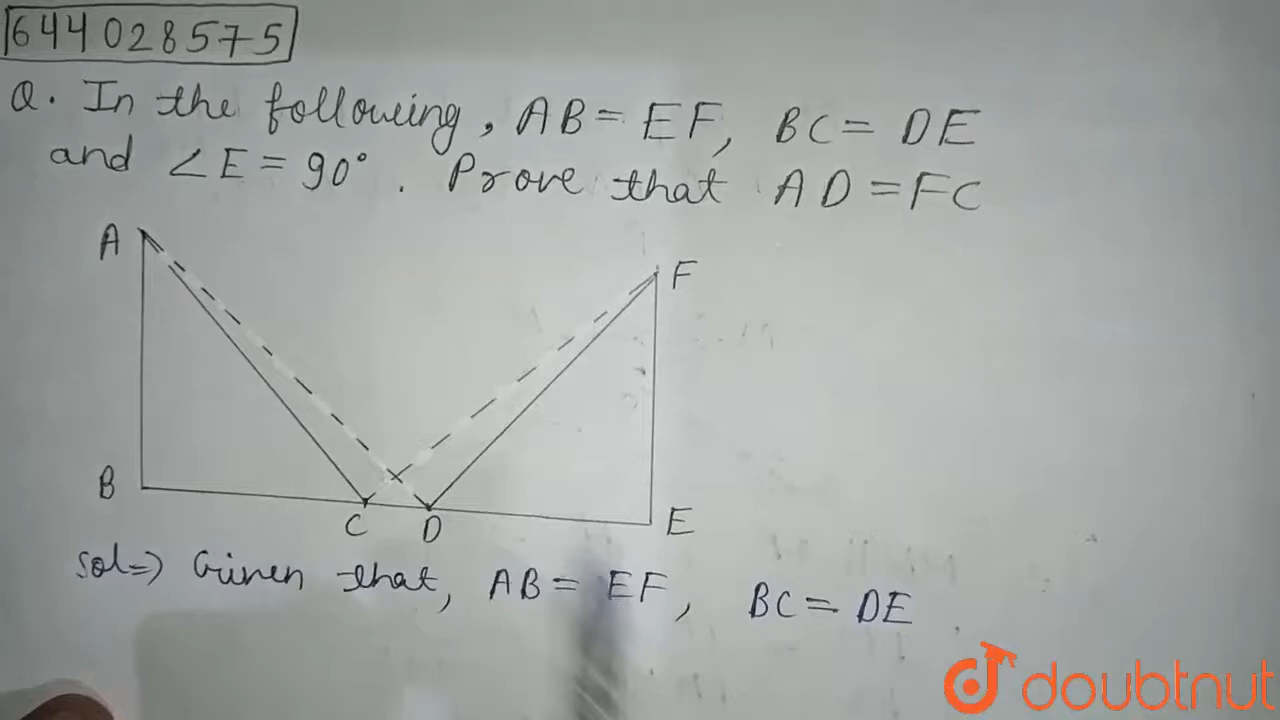 644028575
Q. In the following, AB = EF, BC = DE
and ∠E = 90°. Prove that AD = FC
A
F
B
C
D
E
Sol=> Given that, AB = EF, BC = DE
doubtnut